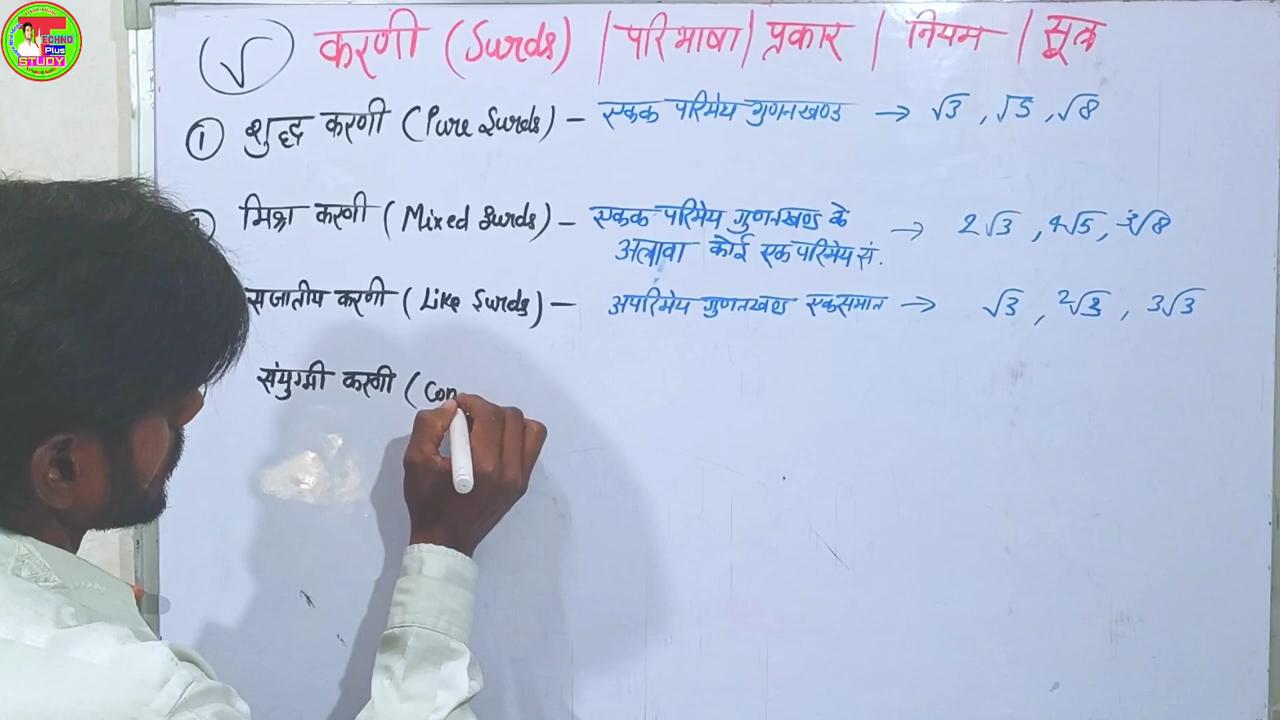 TECHNO
Plus
STUDY
√ करणी (Surds) | परिभाषा | प्रकार | नियम | सूत्र
① शुद्ध करणी (Pure Surds) – एकक परिमेय गुणनखण्ड → √3 , √5 , √8
मिश्र करणी (Mixed Surds) – एकक परिमेय गुणनखण्ड के
अलावा कोई एक परिमेय सं. → 2√3 , 4√5 ,
सजातीय करणी (Like Surds) – अपरिमेय गुणनखण्ड एकसमान → √3 , 2√3 , 3√3
संयुग्मी करणी (Con